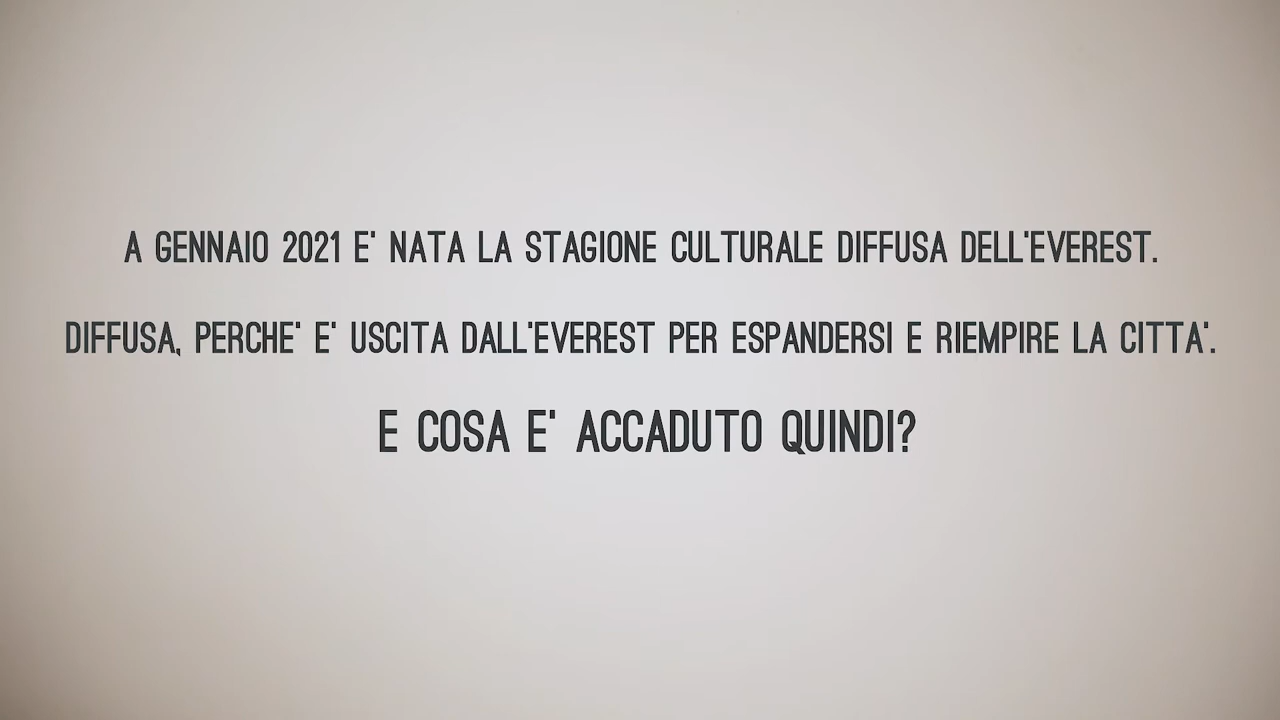 A GENNAIO 2021 E' NATA LA STAGIONE CULTURALE DIFFUSA DELL'EVEREST.
DIFFUSA, PERCHE' E' USCITA DALL'EVEREST PER ESPANDERSI E RIEMPIRE LA CITTA'.
E COSA E' ACCADUTO QUINDI?